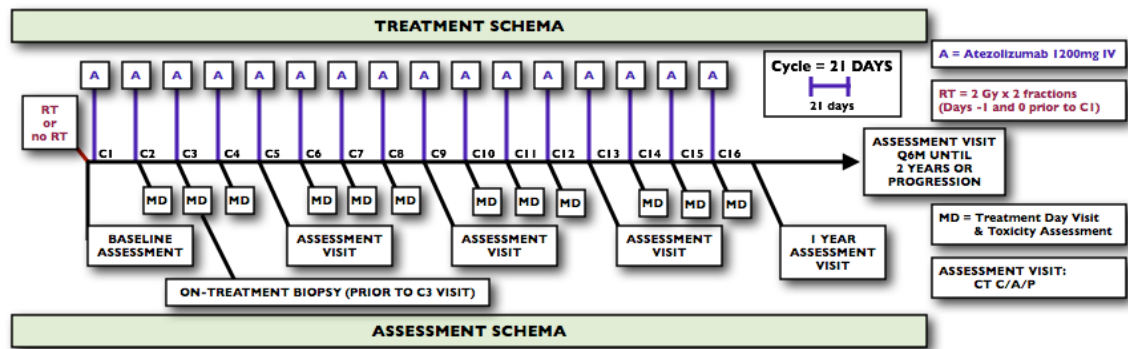 TREATMENT SCHEMA
A A A A A A A A A A A A A A A A
Cycle = 21 DAYS
21 days
A = Atezolizumab 1200mg IV
RT = 2 Gy x 2 fractions
(Days -1 and 0 prior to C1)
RT
or
no RT
C1 C2 C3 C4 C5 C6 C7 C8 C9 C10 C11 C12 C13 C14 C15 C16
ASSESSMENT VISIT
Q6M UNTIL
2 YEARS OR
PROGRESSION
MD MD MD MD MD MD MD MD MD MD MD MD
BASELINE
ASSESSMENT
ASSESSMENT
VISIT
ASSESSMENT
VISIT
ASSESSMENT
VISIT
1 YEAR
ASSESSMENT
VISIT
MD = Treatment Day Visit
& Toxicity Assessment
ON-TREATMENT BIOPSY (PRIOR TO C3 VISIT)
ASSESSMENT VISIT:
CT C/A/P
ASSESSMENT SCHEMA